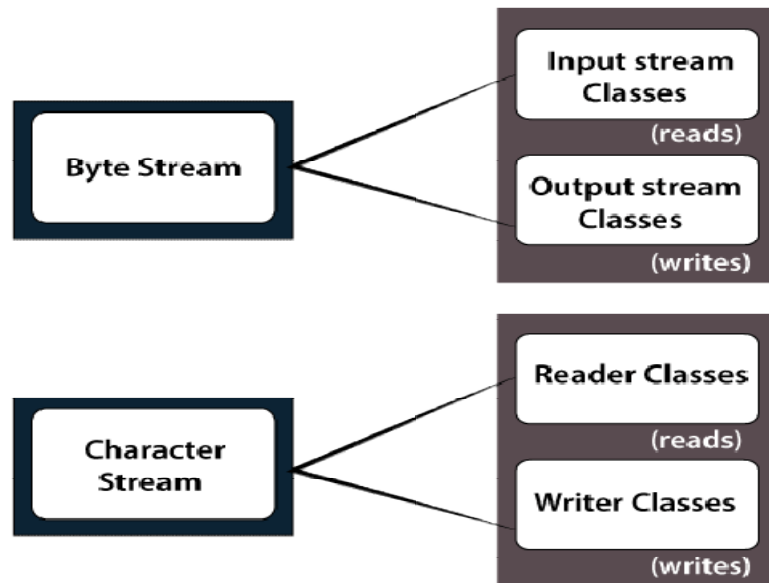 Byte Stream
Input stream
Classes
(reads)
Output stream
Classes
(writes)
Character
Stream
Reader Classes
(reads)
Writer Classes
(writes)